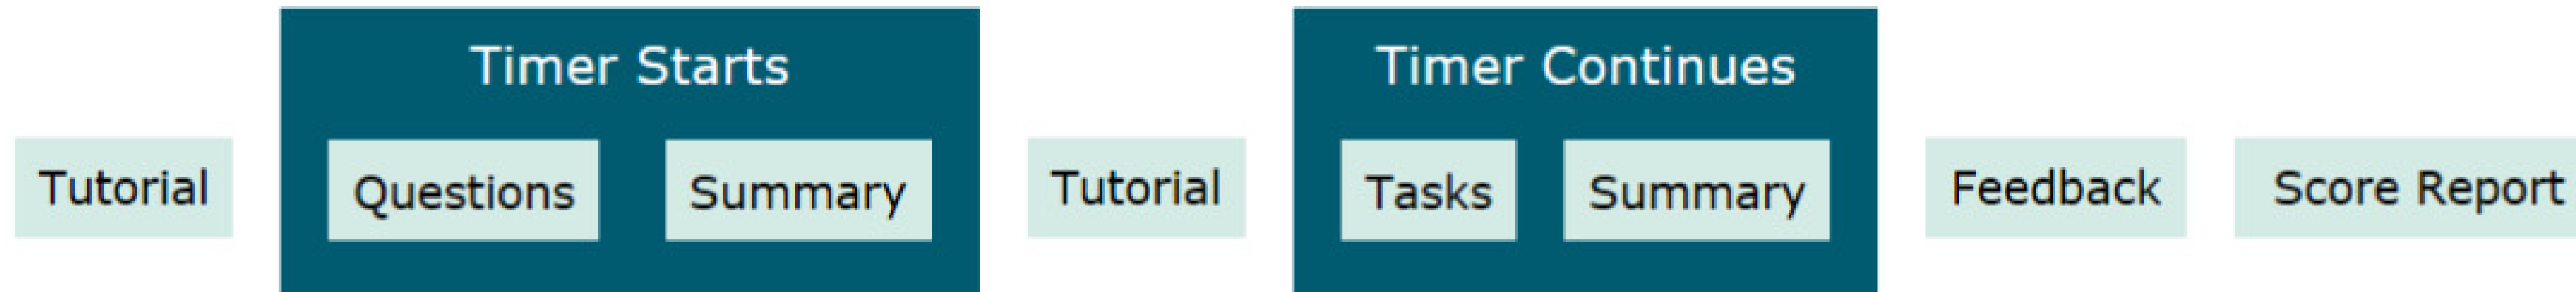 Timer Starts
Timer Continues
Tutorial
Questions
Summary
Tutorial
Tasks
Summary
Feedback
Score Report